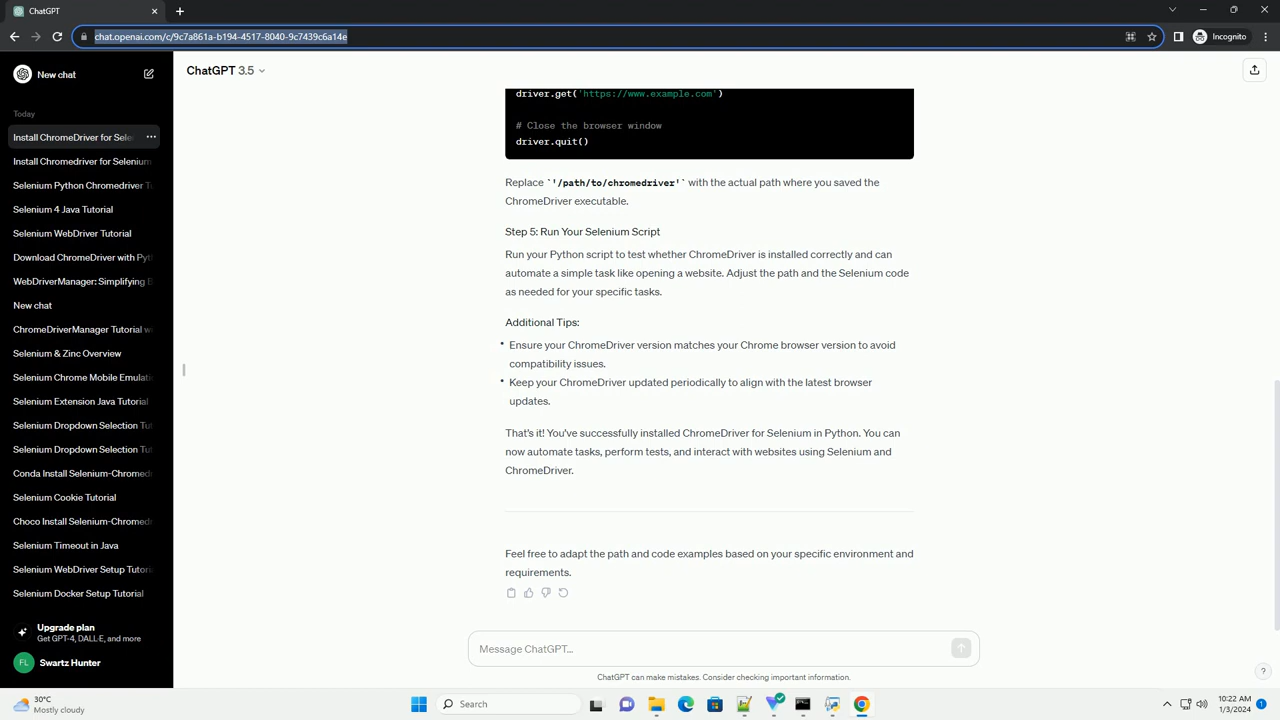 ChatGPT
chat.openai.com/c/9c7a861a-b194-4517-8040-9c7439c6a14e
Incognito
New chat
Today
Install ChromeDriver for Sele
Install Chromedriver for Selenium
Selenium Python Chromedriver Tu
Selenium 4 Java Tutorial
Selenium WebDriver Tutorial
Download ChromeDriver with Pyth
WebDriverManager: Simplifying B
New chat
ChromeDriverManager Tutorial w
Selenium & Zinc Overview
Selenium Chrome Mobile Emulati
Selenium Extension Java Tutorial
Selenium Dropdown Selection Tut
Selenium Dropdown Selection Tut
Conda Install Selenium-Chromed
Selenium Cookie Tutorial
Choco Install Selenium-Chromed
Selenium Timeout in Java
Selenium WebDriver Setup Tutori
Selenium Docker Setup Tutorial
Upgrade plan
Get GPT-4, DALL·E, and more
FL
Swartz Hunter
ChatGPT 3.5
driver.get('https://www.example.com')
# Close the browser window
driver.quit()
Replace `'/path/to/chromedriver'` with the actual path where you saved the
ChromeDriver executable.
Step 5: Run Your Selenium Script
Run your Python script to test whether ChromeDriver is installed correctly and can
automate a simple task like opening a website. Adjust the path and the Selenium code
as needed for your specific tasks.
Additional Tips:
• Ensure your ChromeDriver version matches your Chrome browser version to avoid
compatibility issues.
• Keep your ChromeDriver updated periodically to align with the latest browser
updates.
That's it! You've successfully installed ChromeDriver for Selenium in Python. You can
now automate tasks, perform tests, and interact with websites using Selenium and
ChromeDriver.
Feel free to adapt the path and code examples based on your specific environment and
requirements.
Message ChatGPT...
ChatGPT can make mistakes. Consider checking important information.
?
30°C
Mostly cloudy
Search
10:22 AM
1/3/2024
1